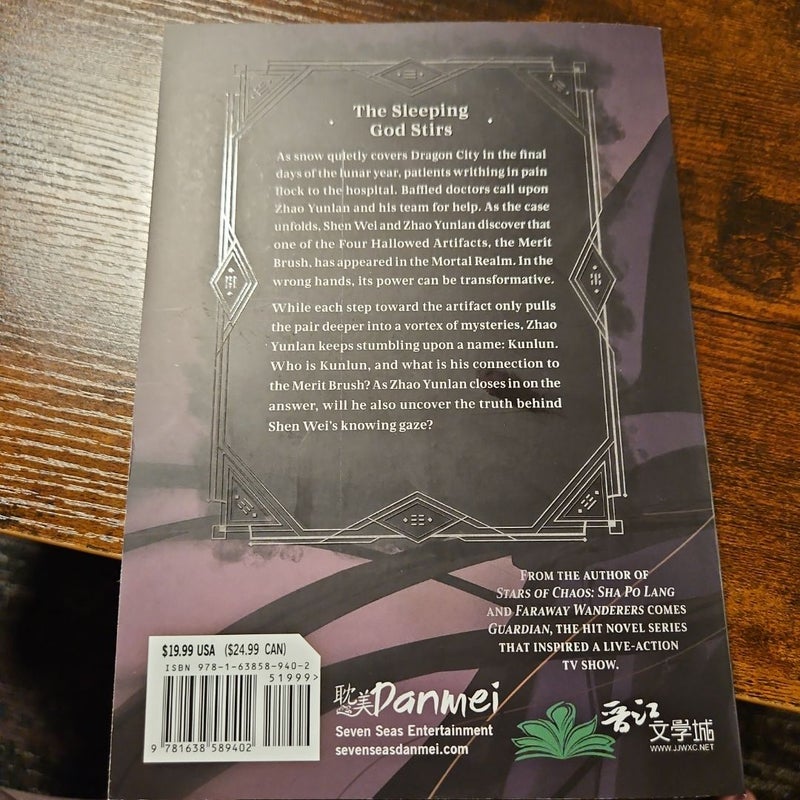 The Sleeping
God Stirs
As snow quietly covers Dragon City in the final
days of the lunar year, patients writhing in pain
flock to the hospital. Baffled doctors call upon
Zhao Yunlan and his team for help. As the case
unfolds, Shen Wei and Zhao Yunlan discover that
one of the Four Hallowed Artifacts, the Merit
Brush, has appeared in the Mortal Realm. In the
wrong hands, its power can be transformative.
While each step toward the artifact only pulls
the pair deeper into a vortex of mysteries, Zhao
Yunlan keeps stumbling upon a name: Kunlun.
Who is Kunlun, and what is his connection to
the Merit Brush? As Zhao Yunlan closes in on the
answer, will he also uncover the truth behind
Shen Wei's knowing gaze?
FROM THE AUTHOR OF
STARS OF CHAOS: SHA PO LANG
AND FARAWAY WANDERERS COMES
GUARDIAN, THE HIT NOVEL SERIES
THAT INSPIRED A LIVE-ACTION
TV SHOW.
$19.99 USA ($24.99 CAN)
ISBN 978-1-63858-940-2
51999>
9 781638 589402
耽美 Danmei
Seven Seas Entertainment
sevenseasdanmei.com
晋江
文学城
WWW.JJWXC.NET